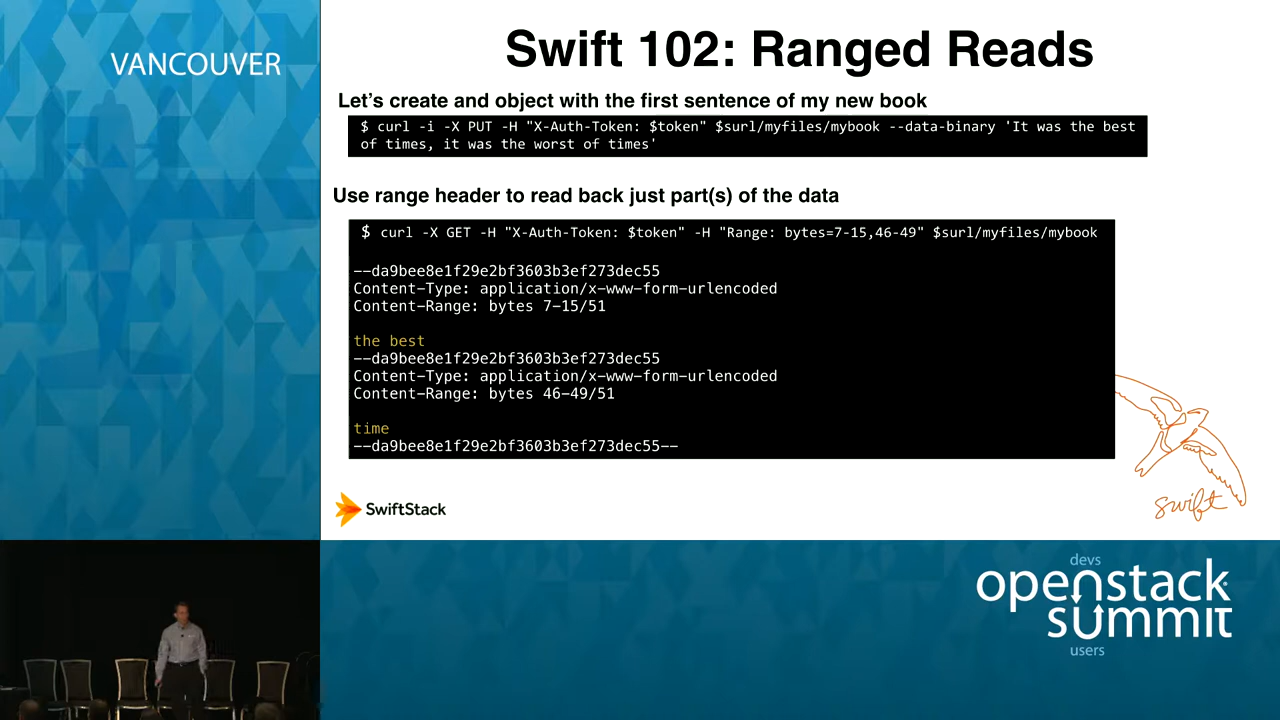 VANCOUVER
Swift 102: Ranged Reads
Let's create and object with the first sentence of my new book
$ curl -i -X PUT -H "X-Auth-Token: $token" $surl/myfiles/mybook --data-binary 'It was the best
of times, it was the worst of times'
Use range header to read back just part(s) of the data
$ curl -X GET -H "X-Auth-Token: $token" -H "Range: bytes=7-15,46-49" $surl/myfiles/mybook
--da9bee8e1f29e2bf3603b3ef273dec55
Content-Type: application/x-www-form-urlencoded
Content-Range: bytes 7-15/51
the best
--da9bee8e1f29e2bf3603b3ef273dec55
Content-Type: application/x-www-form-urlencoded
Content-Range: bytes 46-49/51
time
--da9bee8e1f29e2bf3603b3ef273dec55--
SwiftStack
swift
devs
openstack
summit
users